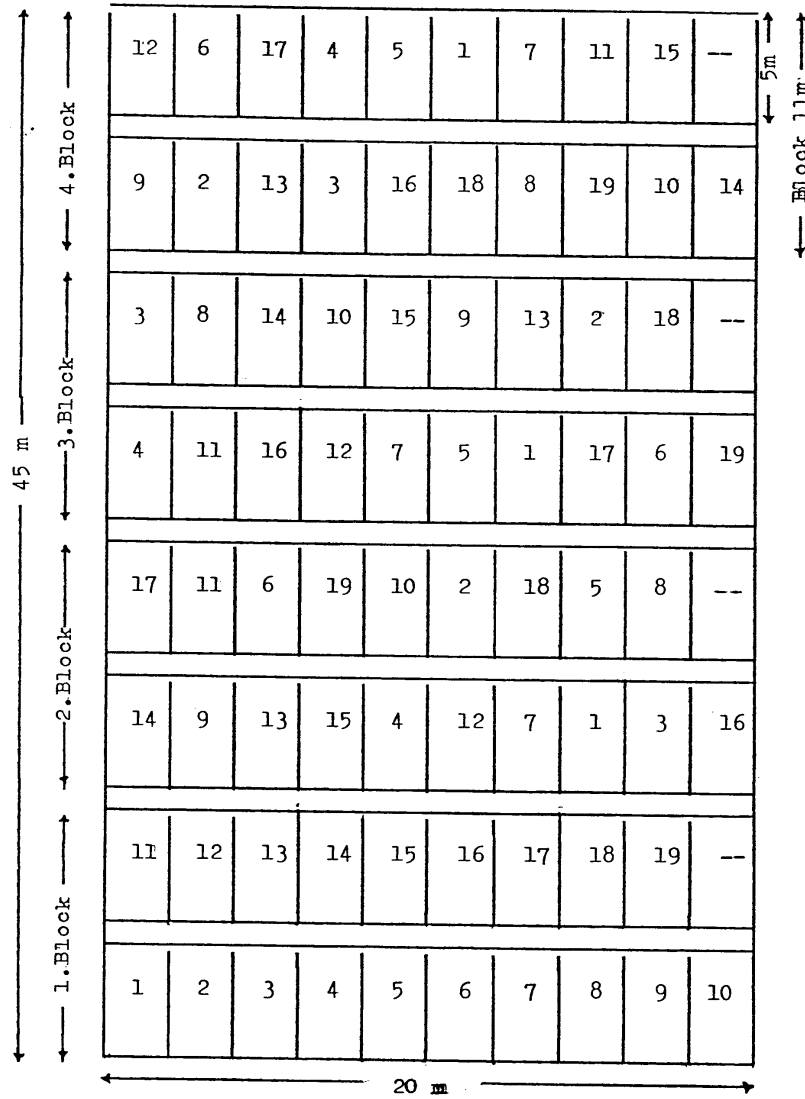 12 6 17 4 5 1 7 11 15 --
5m
Block 11m
4.Block
9 2 13 3 16 18 8 19 10 14
3 8 14 10 15 9 13 2 18 --
3.Block
45 m
4 11 16 12 7 5 1 17 6 19
17 11 6 19 10 2 18 5 8 --
2.Block
14 9 13 15 4 12 7 1 3 16
11 12 13 14 15 16 17 18 19 --
1.Block
1 2 3 4 5 6 7 8 9 10
20 m